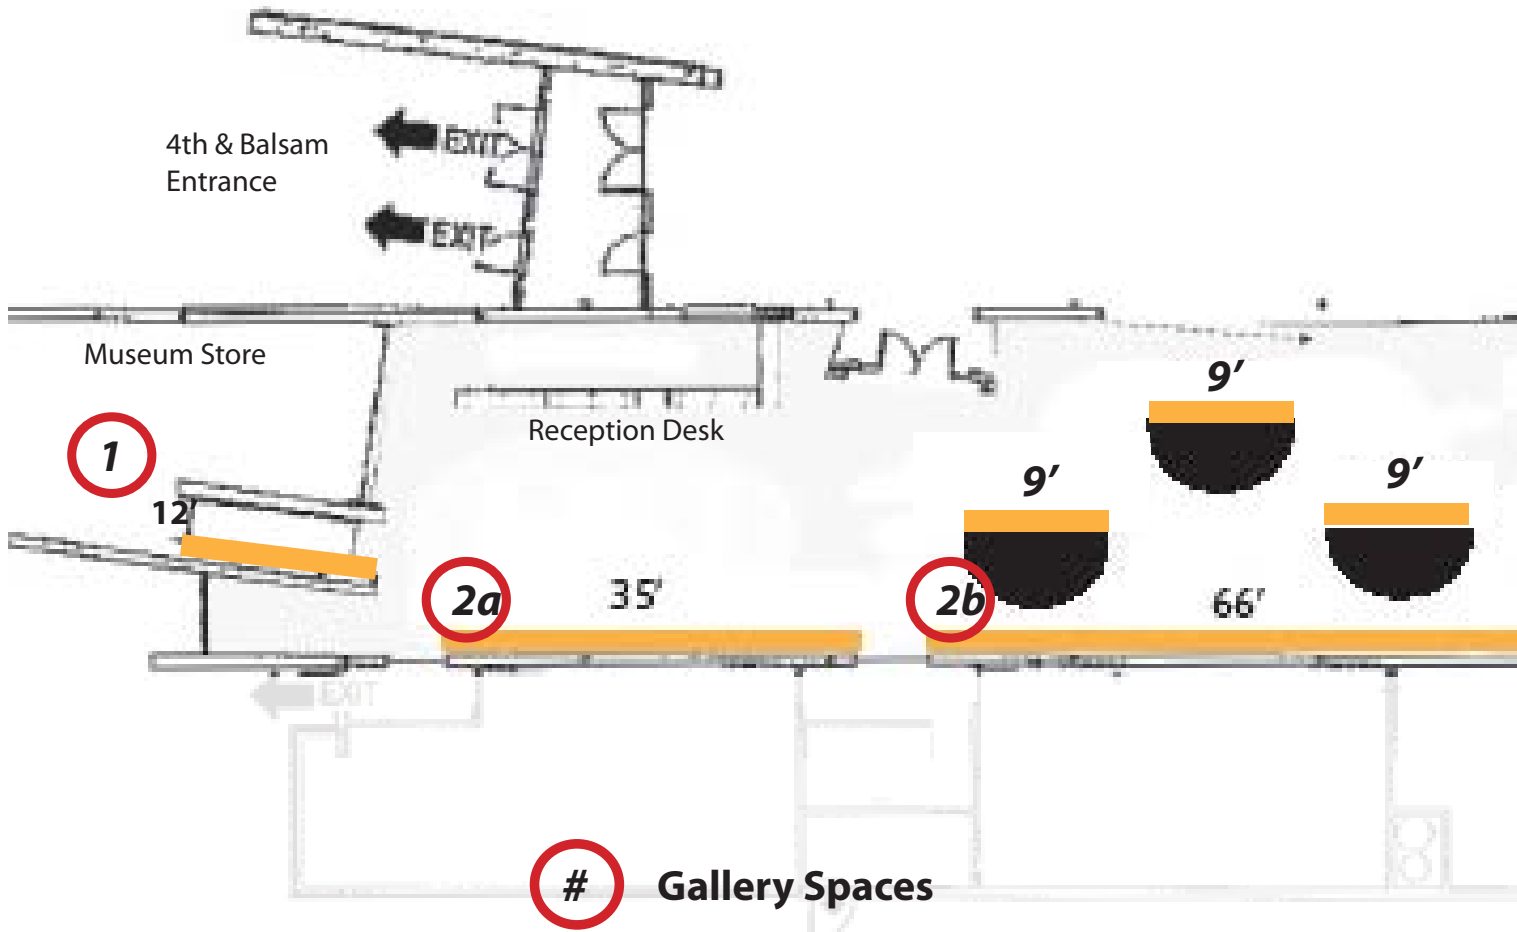 4th & Balsam
Entrance
EXIT
EXIT
Museum Store
Reception Desk
9’
9’
9’
1
12’
2a
35’
2b
66’
EXIT
# Gallery Spaces